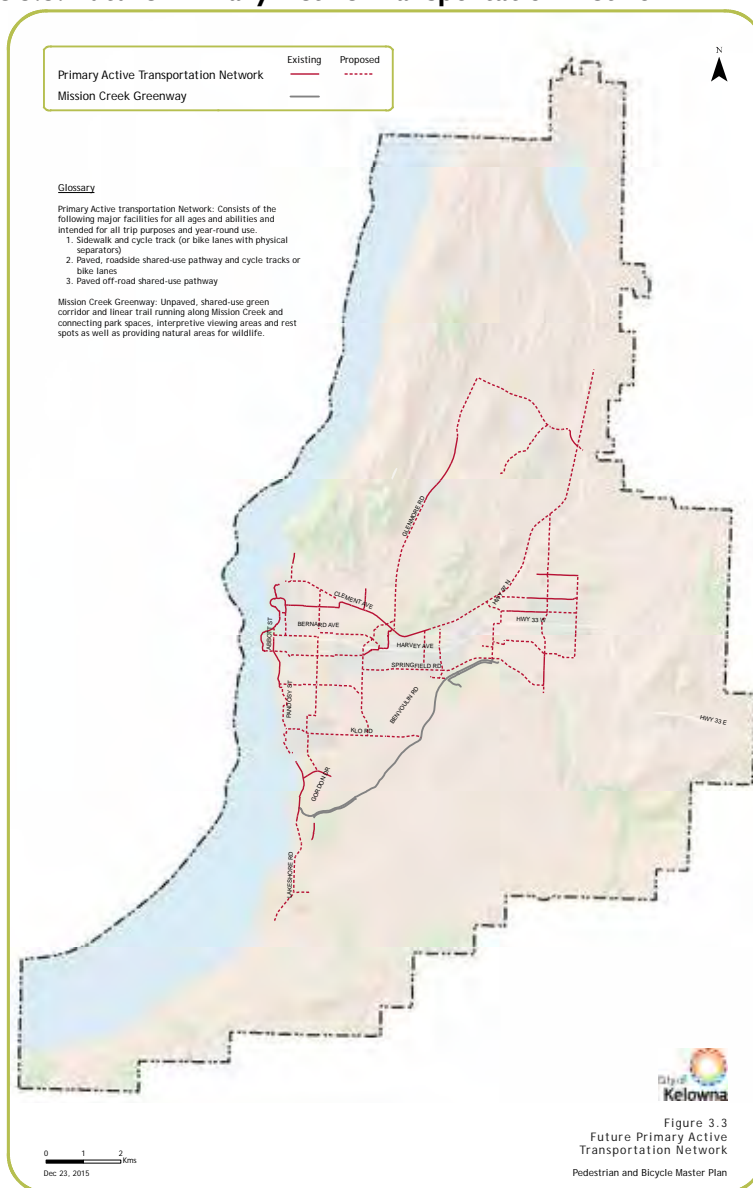 Existing Proposed
Primary Active Transportation Network
Mission Creek Greenway
N
Glossary
Primary Active transportation Network: Consists of the
following major facilities for all ages and abilities and
intended for all trip purposes and year-round use.
1. Sidewalk and cycle track (or bike lanes with physical
separators)
2. Paved, roadside shared-use pathway and cycle tracks or
bike lanes
3. Paved off-road shared-use pathway
Mission Creek Greenway: Unpaved, shared-use green
corridor and linear trail running along Mission Creek and
connecting park spaces, interpretive viewing areas and rest
spots as well as providing natural areas for wildlife.
GLENMORE RD
HWY 97 N
CLEMENT AVE
ABBOTT ST
BERNARD AVE
HWY 33 W
HARVEY AVE
SPRINGFIELD RD
PANDOSY ST
BENVOULIN RD
HWY 33 E
KLO RD
GORDON DR
LAKESHORE RD
City of
Kelowna
Figure 3.3
Future Primary Active
Transportation Network
0 1 2
Kms
Dec 23, 2015
Pedestrian and Bicycle Master Plan